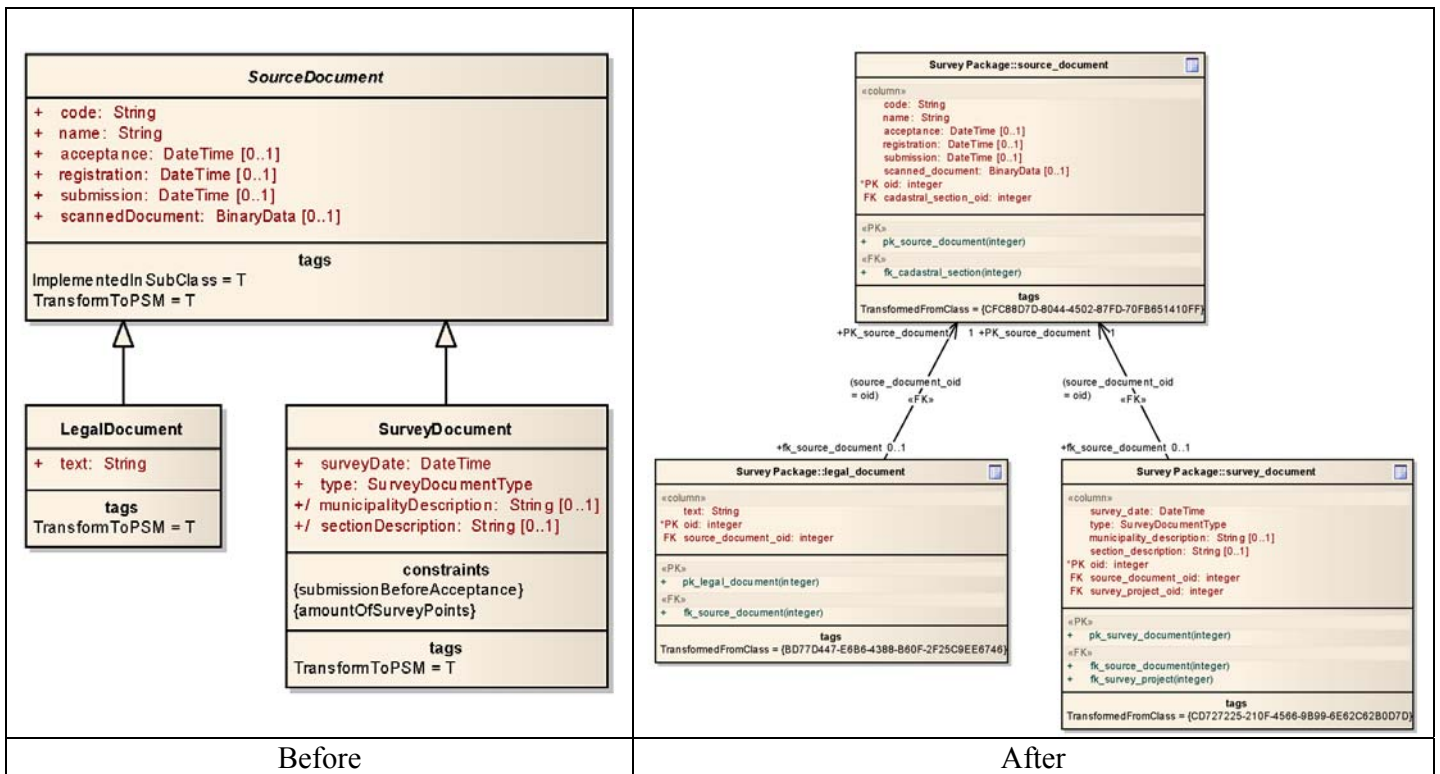 SourceDocument
+ code: String
+ name: String
+ acceptance: DateTime [0..1]
+ registration: DateTime [0..1]
+ submission: DateTime [0..1]
+ scannedDocument: BinaryData [0..1]
tags
ImplementedInSubClass = T
TransformToPSM = T
LegalDocument
+ text: String
tags
TransformToPSM = T
SurveyDocument
+ surveyDate: DateTime
+ type: SurveyDocumentType
+/ municipalityDescription: String [0..1]
+/ sectionDescription: String [0..1]
constraints
{submissionBeforeAcceptance}
{amountOfSurveyPoints}
tags
TransformToPSM = T
Before
Survey Package::source_document
«column»
code: String
name: String
acceptance: DateTime [0..1]
registration: DateTime [0..1]
submission: DateTime [0..1]
scanned_document: BinaryData [0..1]
*PK oid: integer
FK cadastral_section_oid: integer
«PK»
+ pk_source_document(integer)
«FK»
+ fk_cadastral_section(integer)
tags
TransformedFromClass = {CFC88D7D-8044-4502-87FD-70FB651410FF}
+PK_source_document 1 +PK_source_document 1
(source_document_oid
= oid)
«FK»
+fk_source_document 0..1
(source_document_oid
= oid)
«FK»
+fk_source_document 0..1
Survey Package::legal_document
«column»
text: String
*PK oid: integer
FK source_document_oid: integer
«PK»
+ pk_legal_document(integer)
«FK»
+ fk_source_document(integer)
tags
TransformedFromClass = {BD77D447-E6B6-4388-B60F-2F25C9EE6746}
Survey Package::survey_document
«column»
survey_date: DateTime
type: SurveyDocumentType
municipality_description: String [0..1]
section_description: String [0..1]
*PK oid: integer
FK source_document_oid: integer
FK survey_project_oid: integer
«PK»
+ pk_survey_document(integer)
«FK»
+ fk_source_document(integer)
+ fk_survey_project(integer)
tags
TransformedFromClass = {CD727225-210F-4566-9B99-6E62C62B0D7D}
After